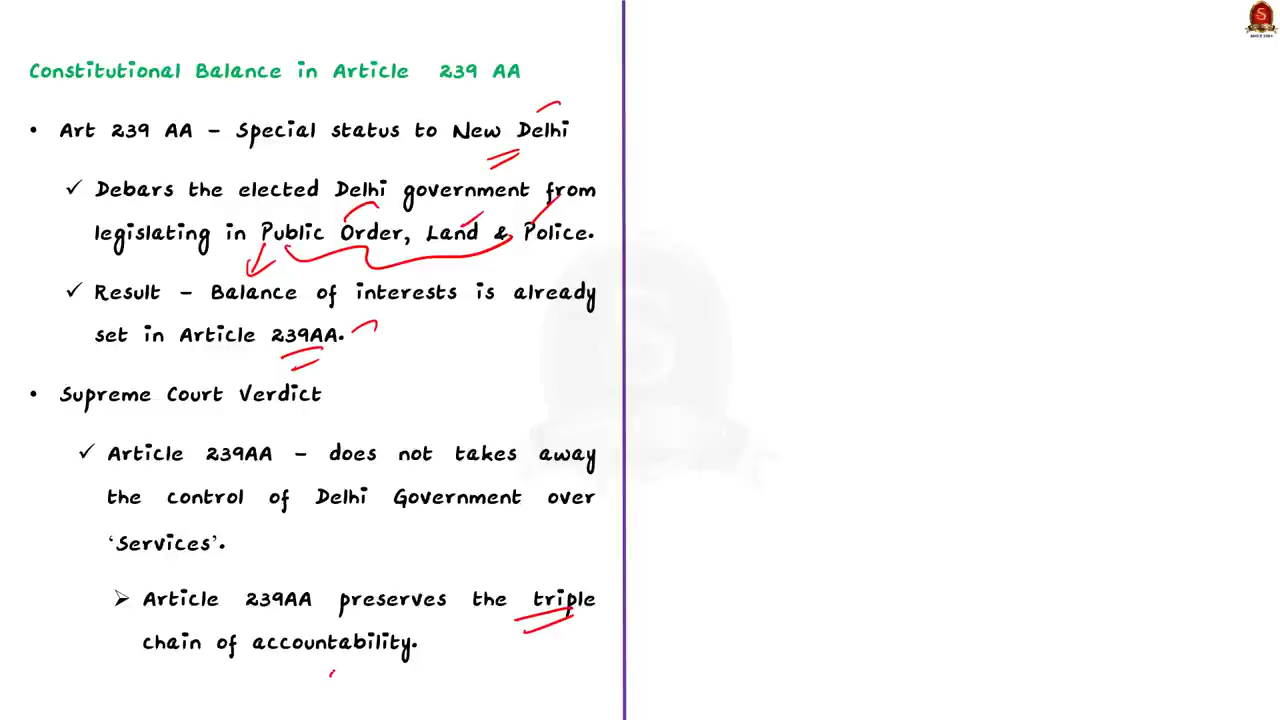 Constitutional Balance in Article 239 AA
• Art 239 AA – Special status to New Delhi
✓ Debars the elected Delhi government from
legislating in Public Order, Land & Police.
✓ Result – Balance of interests is already
set in Article 239AA.
• Supreme Court Verdict
✓ Article 239AA – does not takes away
the control of Delhi Government over
‘Services’.
➢ Article 239AA preserves the triple
chain of accountability.